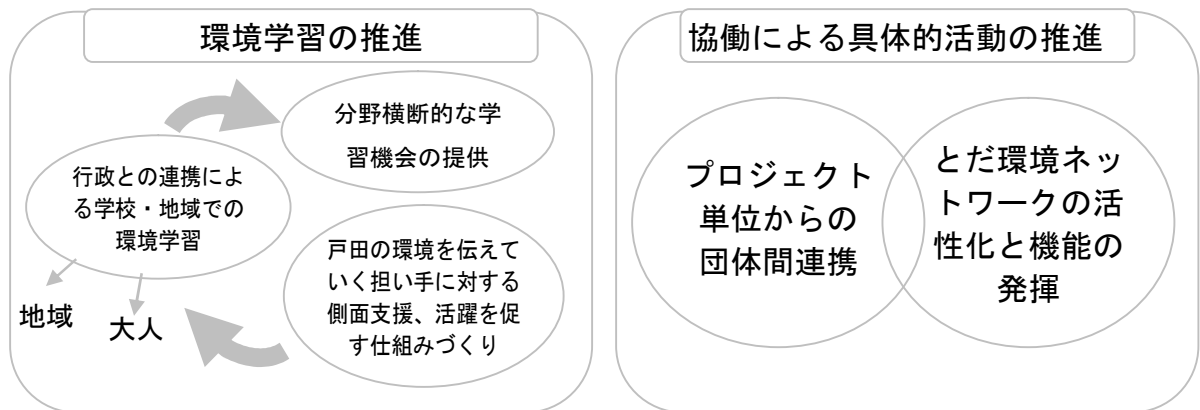 環境学習の推進
分野横断的な学
習機会の提供
行政との連携によ
る学校・地域での
環境学習
戸田の環境を伝えて
いく担い手に対する
側面支援、活躍を促
す仕組みづくり
地域
大人
協働による具体的活動の推進
プロジェクト
単位からの
団体間連携
とだ環境ネッ
トワークの活
性化と機能の
発揮